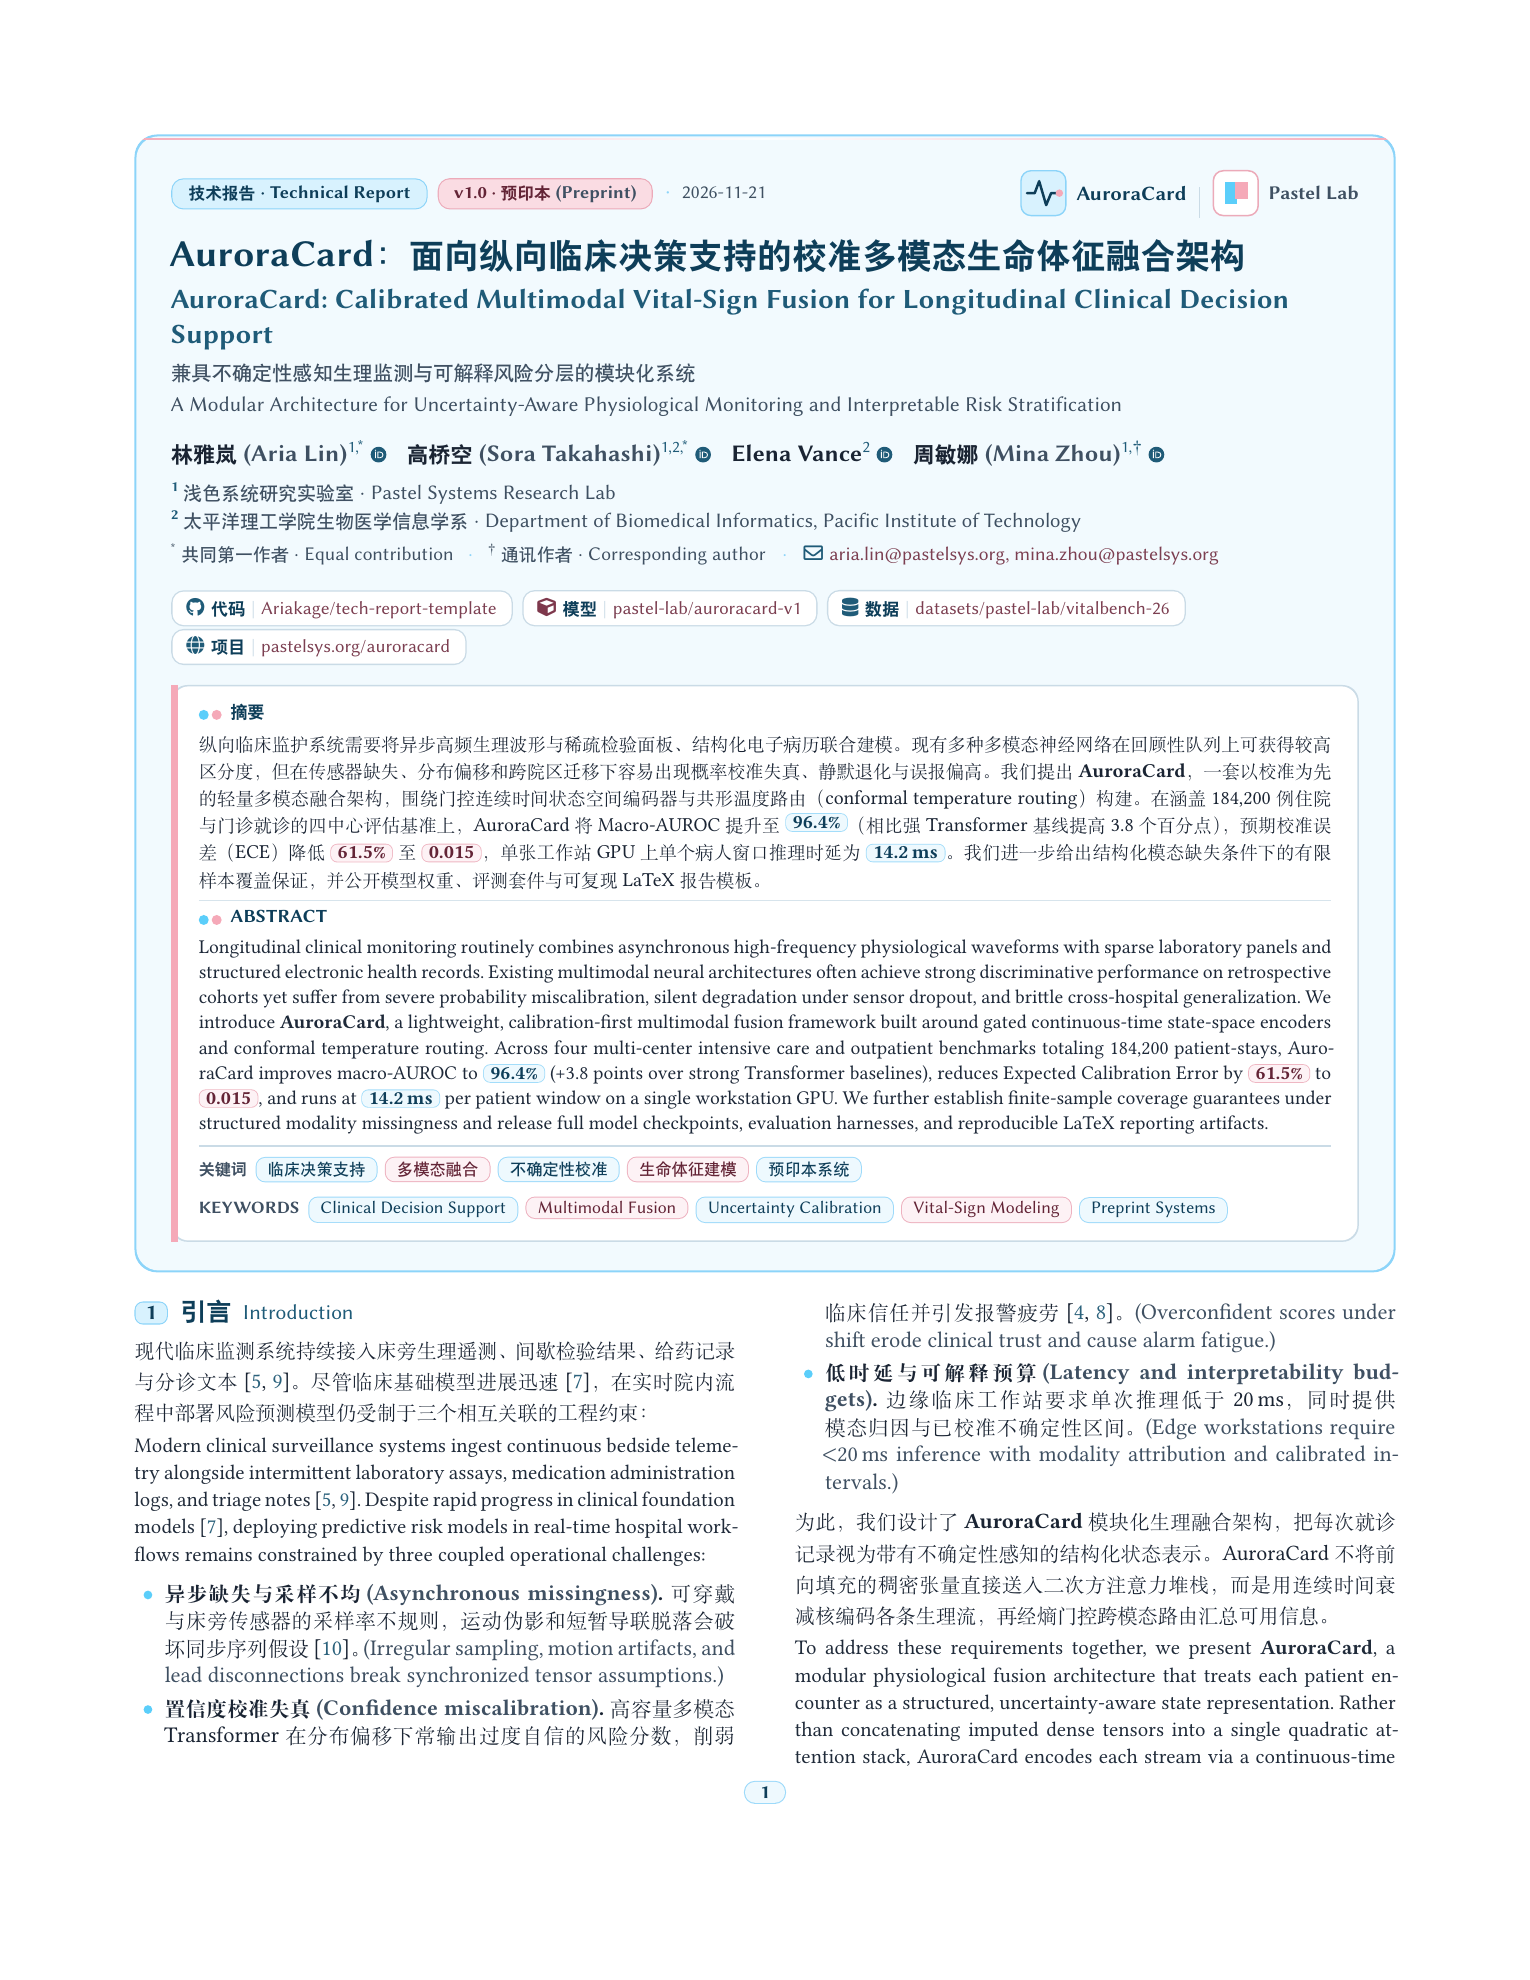 技术报告 · Technical Report v1.0 · 预印本 (Preprint) · 2026-11-21 AuroraCard Pastel Lab
AuroraCard：面向纵向临床决策支持的校准多模态生命体征融合架构
AuroraCard: Calibrated Multimodal Vital-Sign Fusion for Longitudinal Clinical Decision
Support
兼具不确定性感知生理监测与可解释风险分层的模块化系统
A Modular Architecture for Uncertainty-Aware Physiological Monitoring and Interpretable Risk Stratification
林雅岚 (Aria Lin)1,* 高桥空 (Sora Takahashi)1,2,* Elena Vance2 周敏娜 (Mina Zhou)1,†
1 浅色系统研究实验室 · Pastel Systems Research Lab
2 太平洋理工学院生物医学信息学系 · Department of Biomedical Informatics, Pacific Institute of Technology
* 共同第一作者 · Equal contribution · † 通讯作者 · Corresponding author · aria.lin@pastelsys.org, mina.zhou@pastelsys.org
代码 Ariakage/tech-report-template 模型 pastel-lab/auroracard-v1 数据 datasets/pastel-lab/vitalbench-26
项目 pastelsys.org/auroracard
摘要
纵向临床监护系统需要将异步高频生理波形与稀疏检验面板、结构化电子病历联合建模。现有多种多模态神经网络在回顾性队列上可获得较高
区分度，但在传感器缺失、分布偏移和跨院区迁移下容易出现概率校准失真、静默退化与误报偏高。我们提出 AuroraCard，一套以校准为先
的轻量多模态融合架构，围绕门控连续时间状态空间编码器与共形温度路由（conformal temperature routing）构建。在涵盖 184,200 例住院
与门诊就诊的四中心评估基准上，AuroraCard 将 Macro-AUROC 提升至 96.4%（相比强 Transformer 基线提高 3.8 个百分点），预期校准误
差（ECE）降低 61.5% 至 0.015，单张工作站 GPU 上单个病人窗口推理时延为 14.2 ms。我们进一步给出结构化模态缺失条件下的有限
样本覆盖保证，并公开模型权重、评测套件与可复现 LaTeX 报告模板。
ABSTRACT
Longitudinal clinical monitoring routinely combines asynchronous high-frequency physiological waveforms with sparse laboratory panels and
structured electronic health records. Existing multimodal neural architectures often achieve strong discriminative performance on retrospective
cohorts yet suffer from severe probability miscalibration, silent degradation under sensor dropout, and brittle cross-hospital generalization. We
introduce AuroraCard, a lightweight, calibration-first multimodal fusion framework built around gated continuous-time state-space encoders
and conformal temperature routing. Across four multi-center intensive care and outpatient benchmarks totaling 184,200 patient-stays, Auro-
raCard improves macro-AUROC to 96.4% (+3.8 points over strong Transformer baselines), reduces Expected Calibration Error by 61.5% to
0.015, and runs at 14.2 ms per patient window on a single workstation GPU. We further establish finite-sample coverage guarantees under
structured modality missingness and release full model checkpoints, evaluation harnesses, and reproducible LaTeX reporting artifacts.
关键词 临床决策支持 多模态融合 不确定性校准 生命体征建模 预印本系统
KEYWORDS Clinical Decision Support Multimodal Fusion Uncertainty Calibration Vital-Sign Modeling Preprint Systems
1 引言 Introduction
现代临床监测系统持续接入床旁生理遥测、间歇检验结果、给药记录
与分诊文本 [5, 9]。尽管临床基础模型进展迅速 [7]，在实时院内流
程中部署风险预测模型仍受制于三个相互关联的工程约束：
Modern clinical surveillance systems ingest continuous bedside teleme-
try alongside intermittent laboratory assays, medication administration
logs, and triage notes [5, 9]. Despite rapid progress in clinical foundation
models [7], deploying predictive risk models in real-time hospital work-
flows remains constrained by three coupled operational challenges:
• 异步缺失与采样不均 (Asynchronous missingness). 可穿戴
与床旁传感器的采样率不规则，运动伪影和短暂导联脱落会破
坏同步序列假设 [10]。(Irregular sampling, motion artifacts, and
lead disconnections break synchronized tensor assumptions.)
• 置信度校准失真 (Confidence miscalibration). 高容量多模态
Transformer 在分布偏移下常输出过度自信的风险分数，削弱
临床信任并引发报警疲劳 [4, 8]。(Overconfident scores under
shift erode clinical trust and cause alarm fatigue.)
• 低时延与可解释预算 (Latency and interpretability bud-
gets). 边缘临床工作站要求单次推理低于 20 ms，同时提供
模态归因与已校准不确定性区间。(Edge workstations require
<20 ms inference with modality attribution and calibrated in-
tervals.)
为此，我们设计了 AuroraCard 模块化生理融合架构，把每次就诊
记录视为带有不确定性感知的结构化状态表示。AuroraCard 不将前
向填充的稠密张量直接送入二次方注意力堆栈，而是用连续时间衰
减核编码各条生理流，再经熵门控跨模态路由汇总可用信息。
To address these requirements together, we present AuroraCard, a
modular physiological fusion architecture that treats each patient en-
counter as a structured, uncertainty-aware state representation. Rather
than concatenating imputed dense tensors into a single quadratic at-
tention stack, AuroraCard encodes each stream via a continuous-time
1